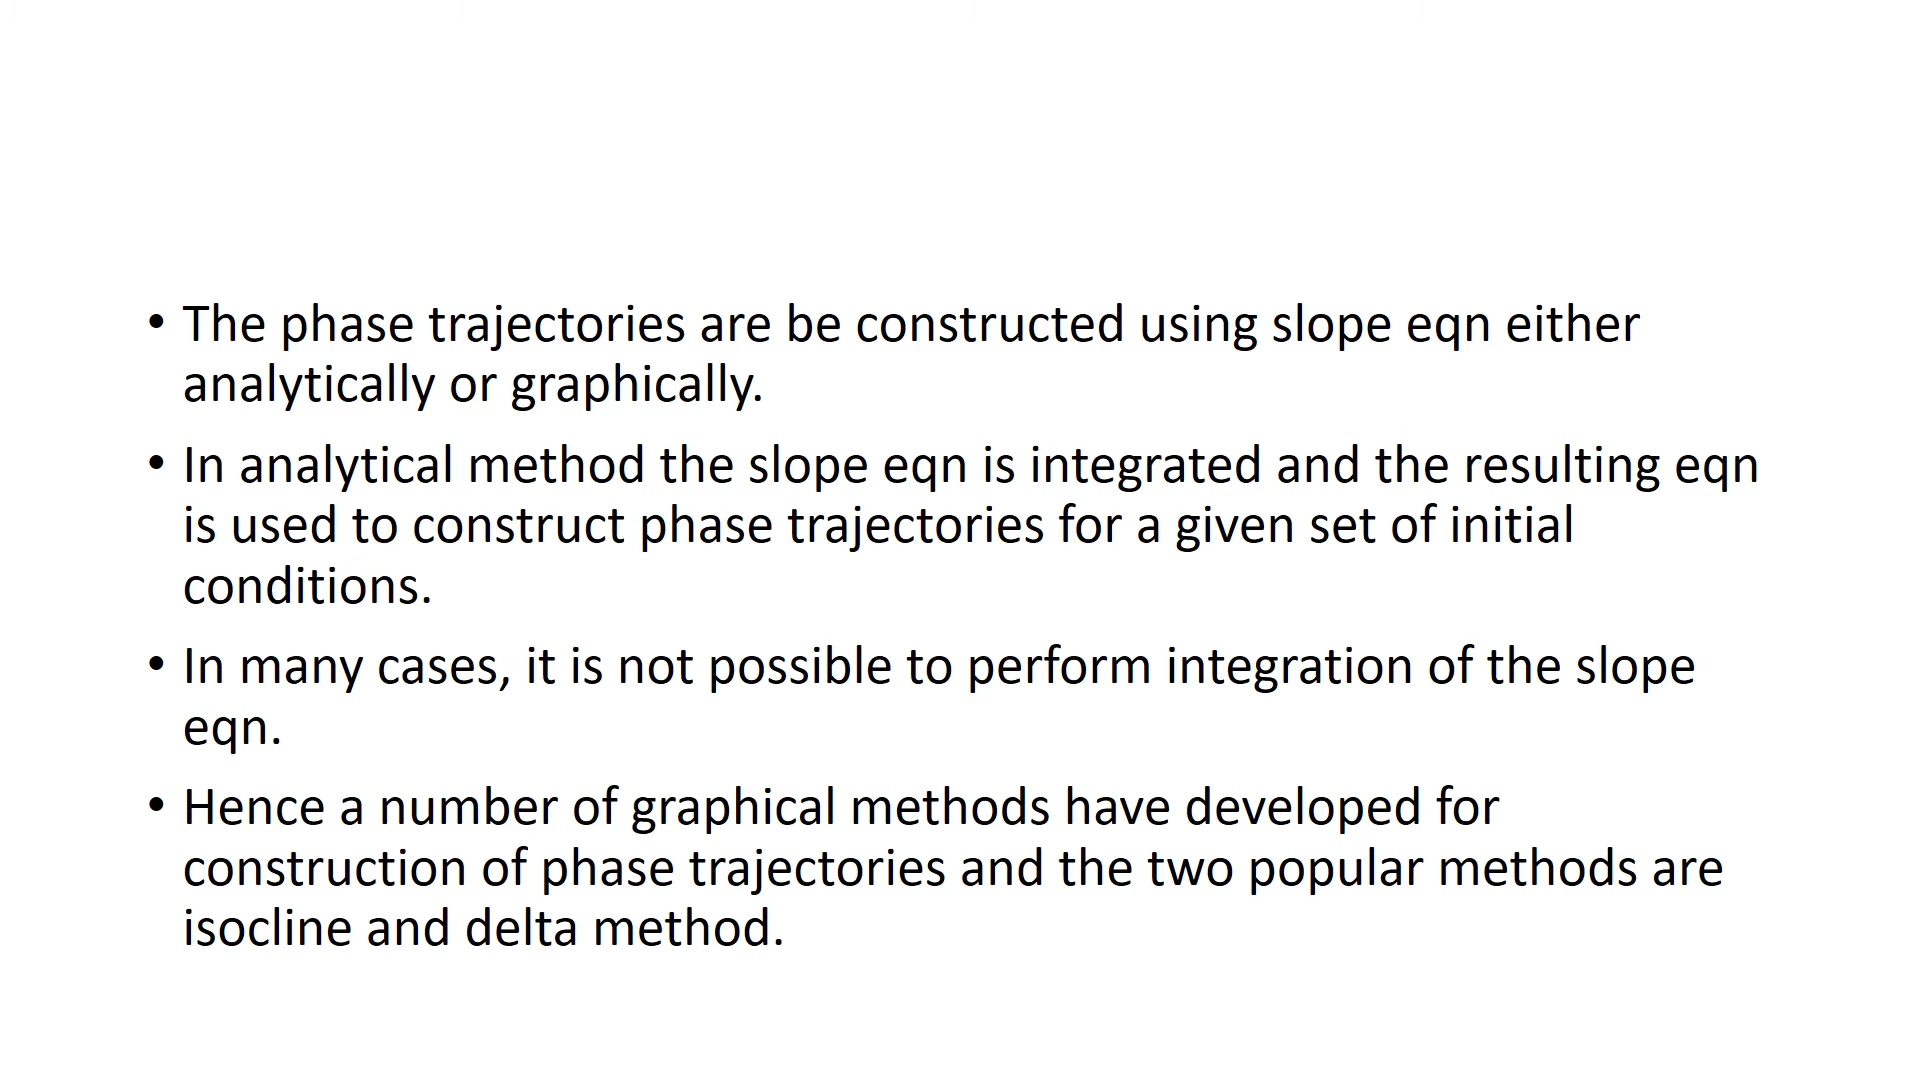 • The phase trajectories are be constructed using slope eqn either
analytically or graphically.
• In analytical method the slope eqn is integrated and the resulting eqn
is used to construct phase trajectories for a given set of initial
conditions.
• In many cases, it is not possible to perform integration of the slope
eqn.
• Hence a number of graphical methods have developed for
construction of phase trajectories and the two popular methods are
isocline and delta method.